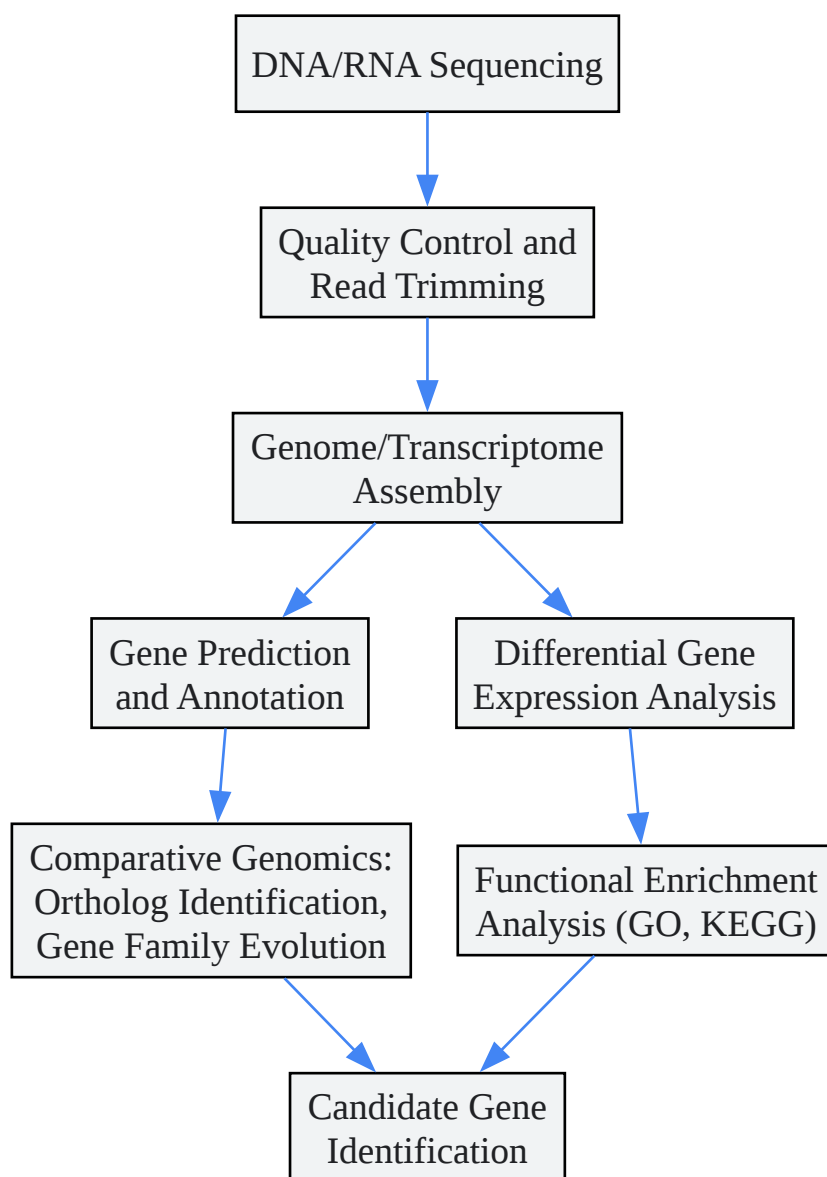 DNA/RNA Sequencing
Quality Control and
Read Trimming
Genome/Transcriptome
Assembly
Gene Prediction
and Annotation
Differential Gene
Expression Analysis
Comparative Genomics:
Ortholog Identification,
Gene Family Evolution
Functional Enrichment
Analysis (GO, KEGG)
Candidate Gene
Identification